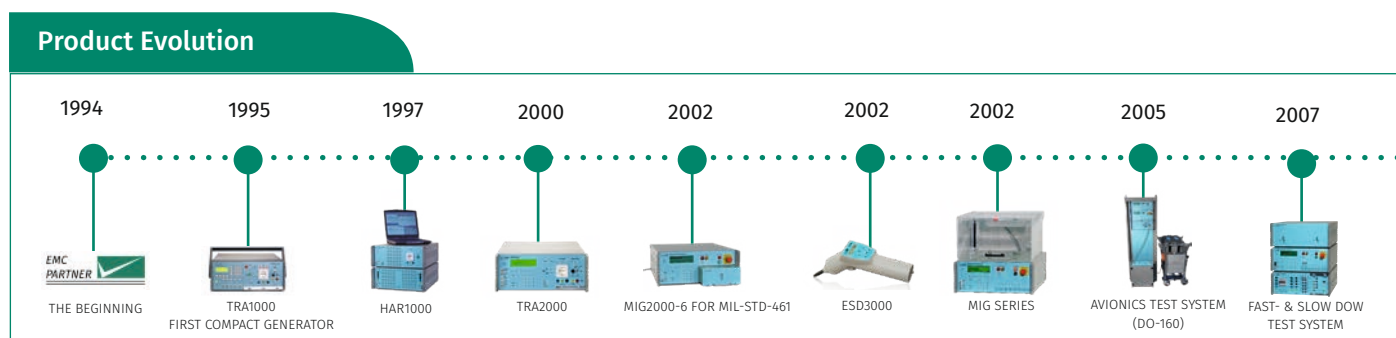 Product Evolution
1994
1995
1997
2000
2002
2002
2002
2005
2007
EMC
PARTNER
THE BEGINNING
TRA1000
FIRST COMPACT GENERATOR
HAR1000
TRA2000
MIG2000-6 FOR MIL-STD-461
ESD3000
MIG SERIES
AVIONICS TEST SYSTEM
(DO-160)
FAST- & SLOW DOW
TEST SYSTEM